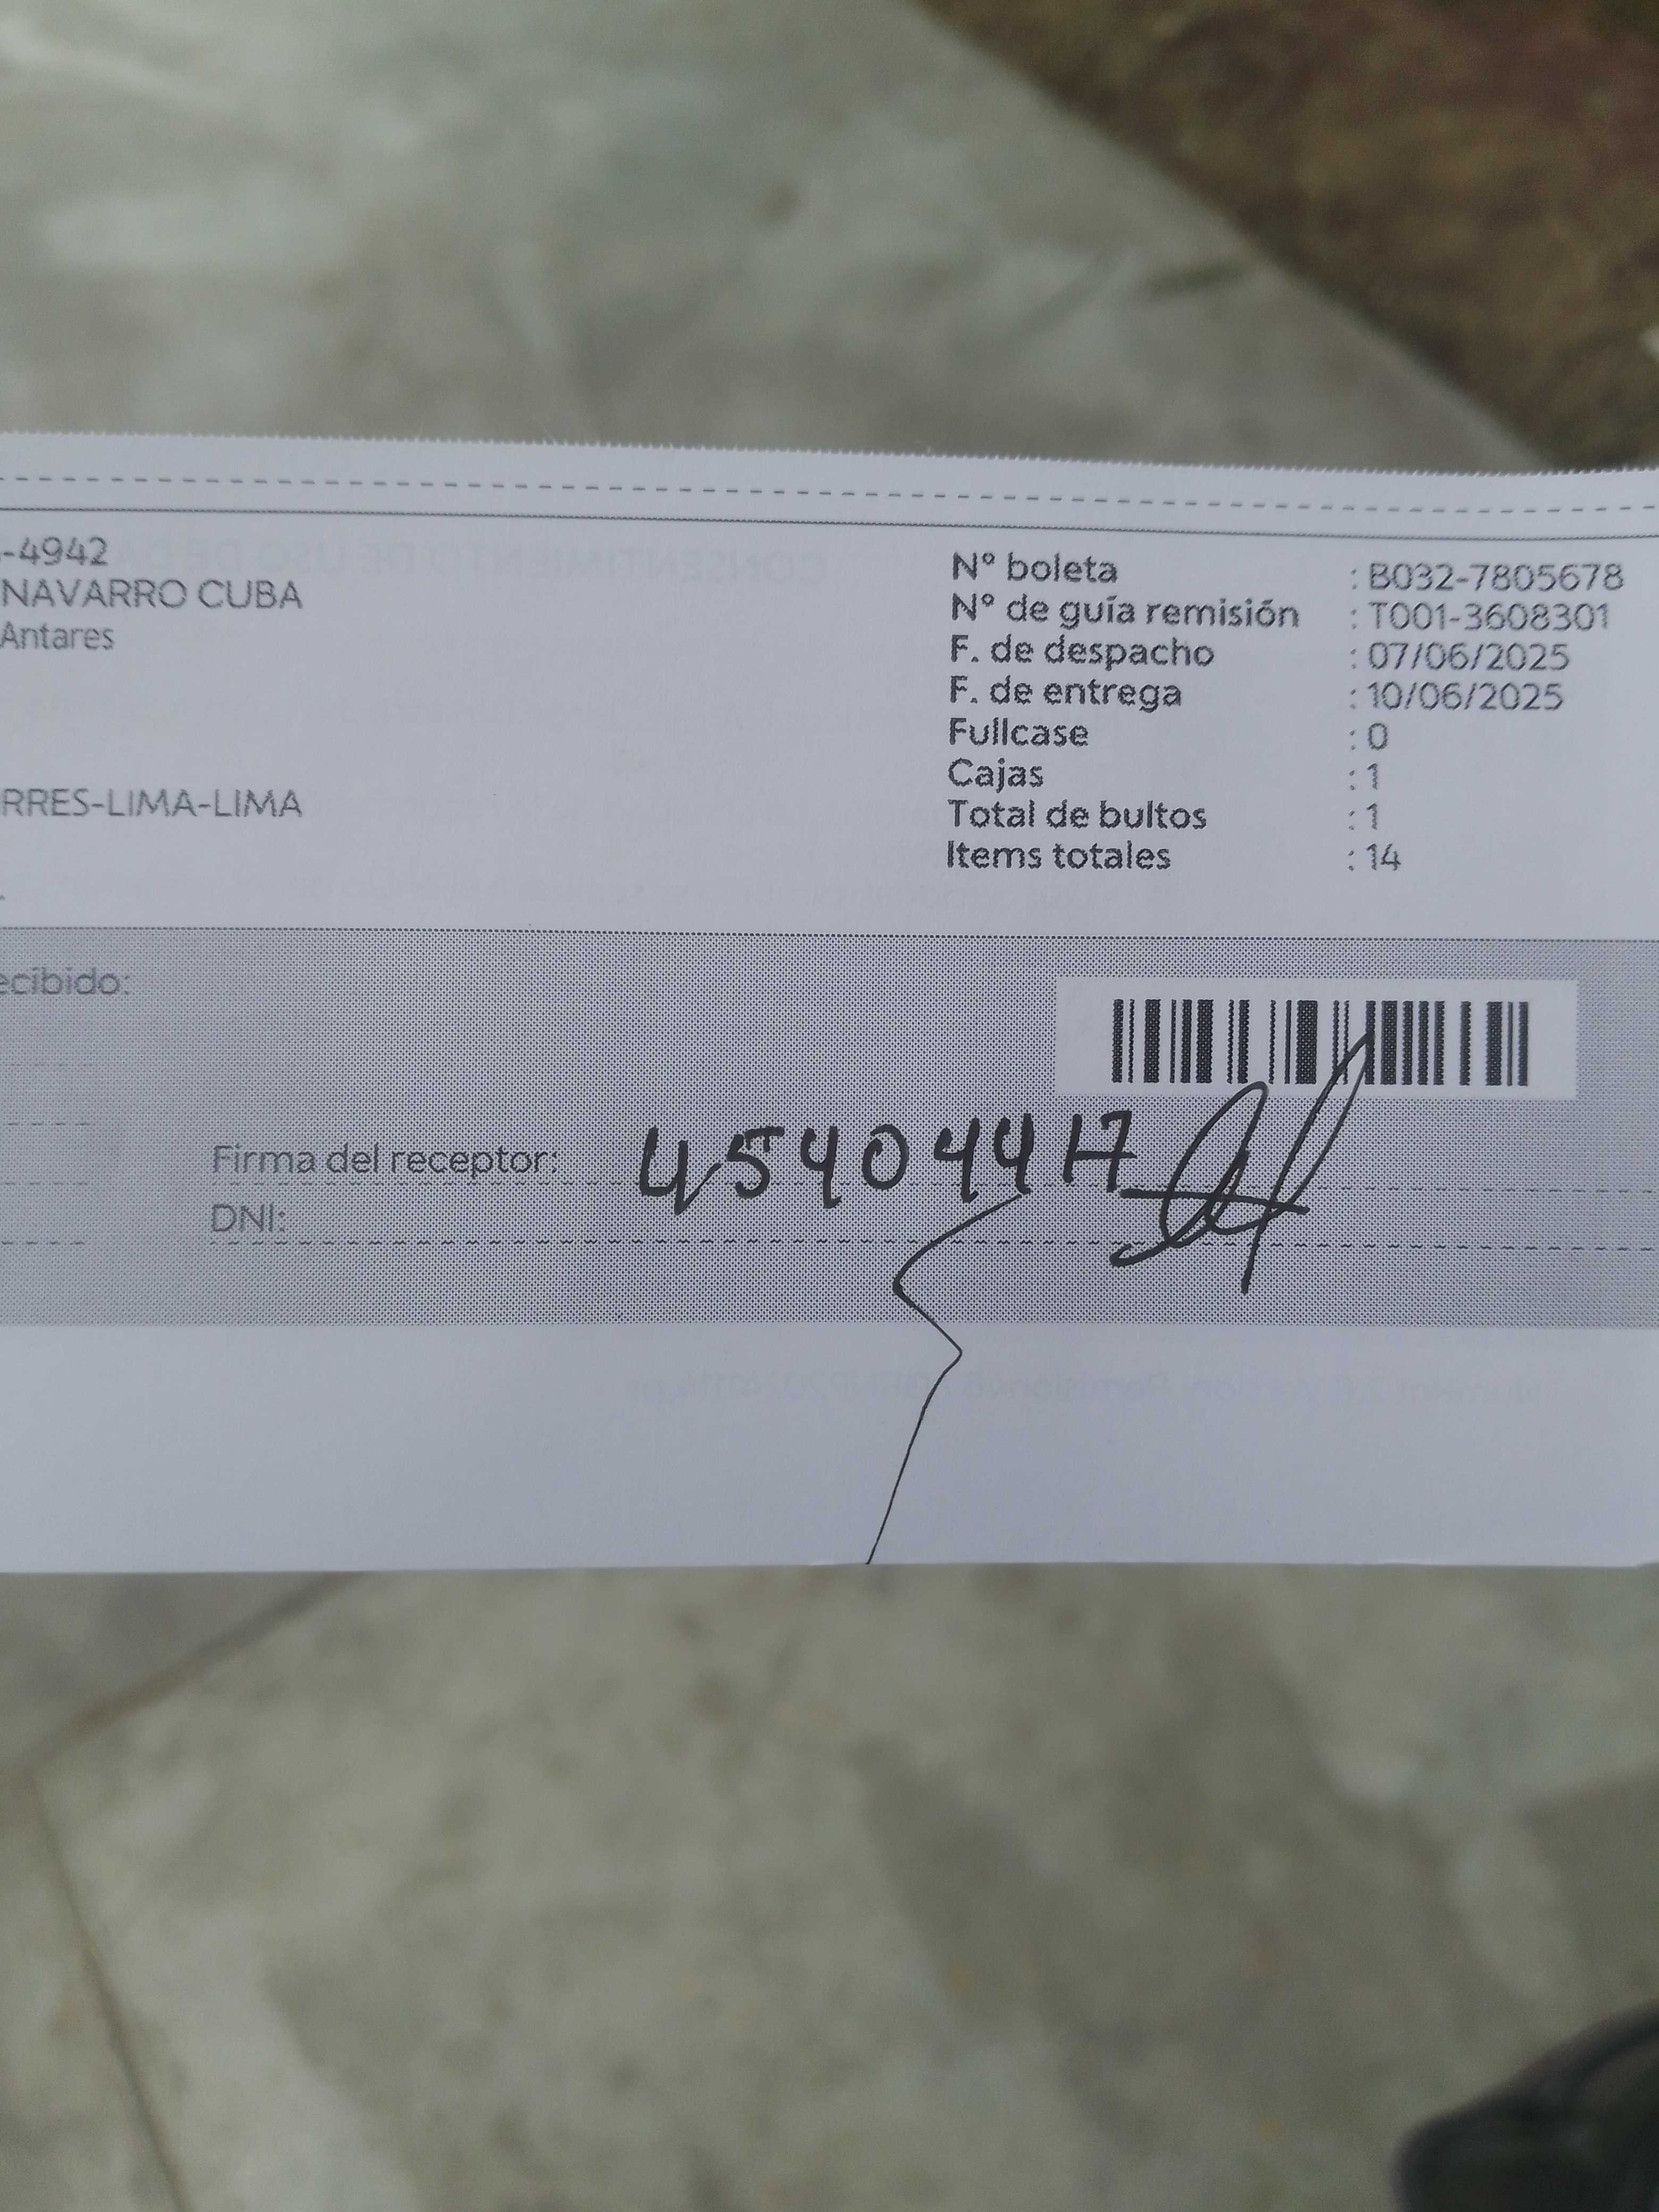 -4942
NAVARRO CUBA
Antares
RRES-LIMA-LIMA
Nº boleta : B032-7805678
Nº de guía remisión : T001-3608301
F. de despacho : 07/06/2025
F. de entrega : 10/06/2025
Fullcase : 0
Cajas : 1
Total de bultos : 1
Items totales : 14
ecibido:
Firma del receptor: 45404417
DNI: